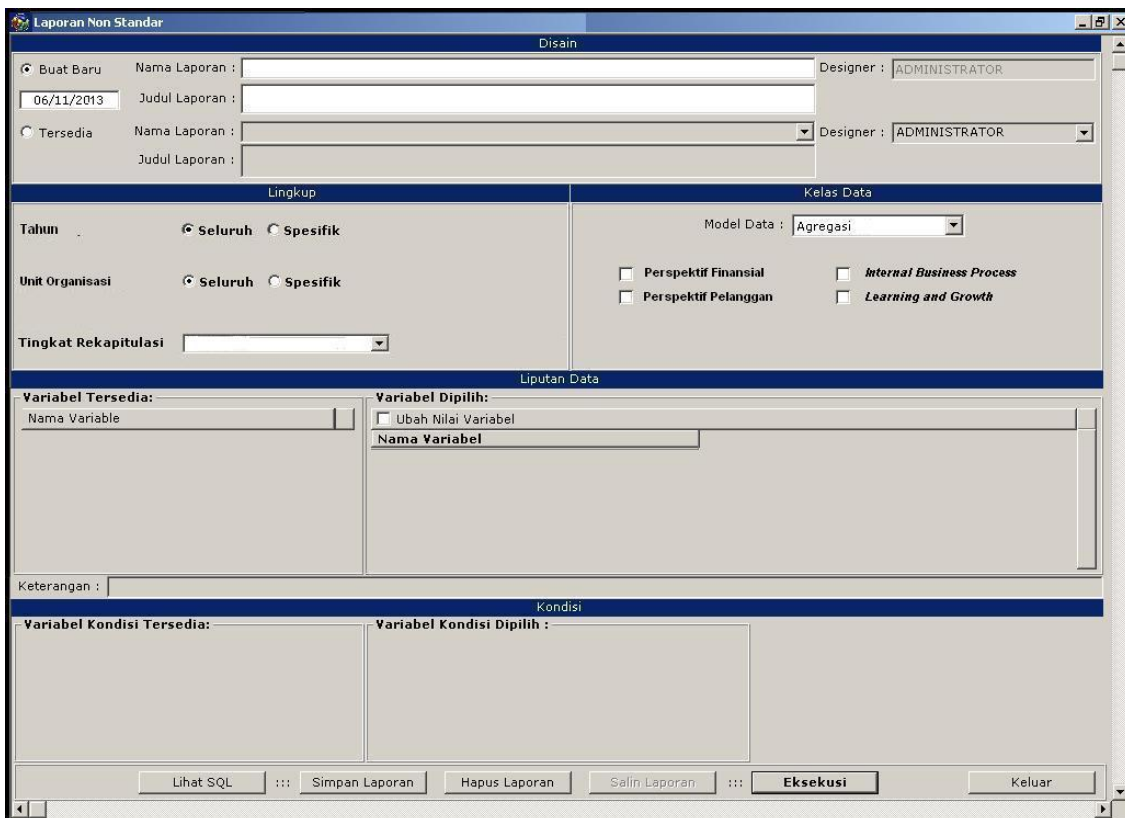 Laporan Non Standar
Disain
Buat Baru Nama Laporan : Designer : ADMINISTRATOR
06/11/2013 Judul Laporan :
Tersedia Nama Laporan : Designer : ADMINISTRATOR
Judul Laporan :
Lingkup Kelas Data
Tahun Seluruh Spesifik Model Data : Agregasi
Perspektif Finansial Internal Business Process
Unit Organisasi Seluruh Spesifik
Perspektif Pelanggan Learning and Growth
Tingkat Rekapitulasi
Liputan Data
Variabel Tersedia: Variabel Dipilih:
Nama Variable Ubah Nilai Variabel
Nama Variabel
Keterangan :
Kondisi
Variabel Kondisi Tersedia: Variabel Kondisi Dipilih :
Lihat SQL ::: Simpan Laporan Hapus Laporan Salin Laporan ::: Eksekusi Keluar